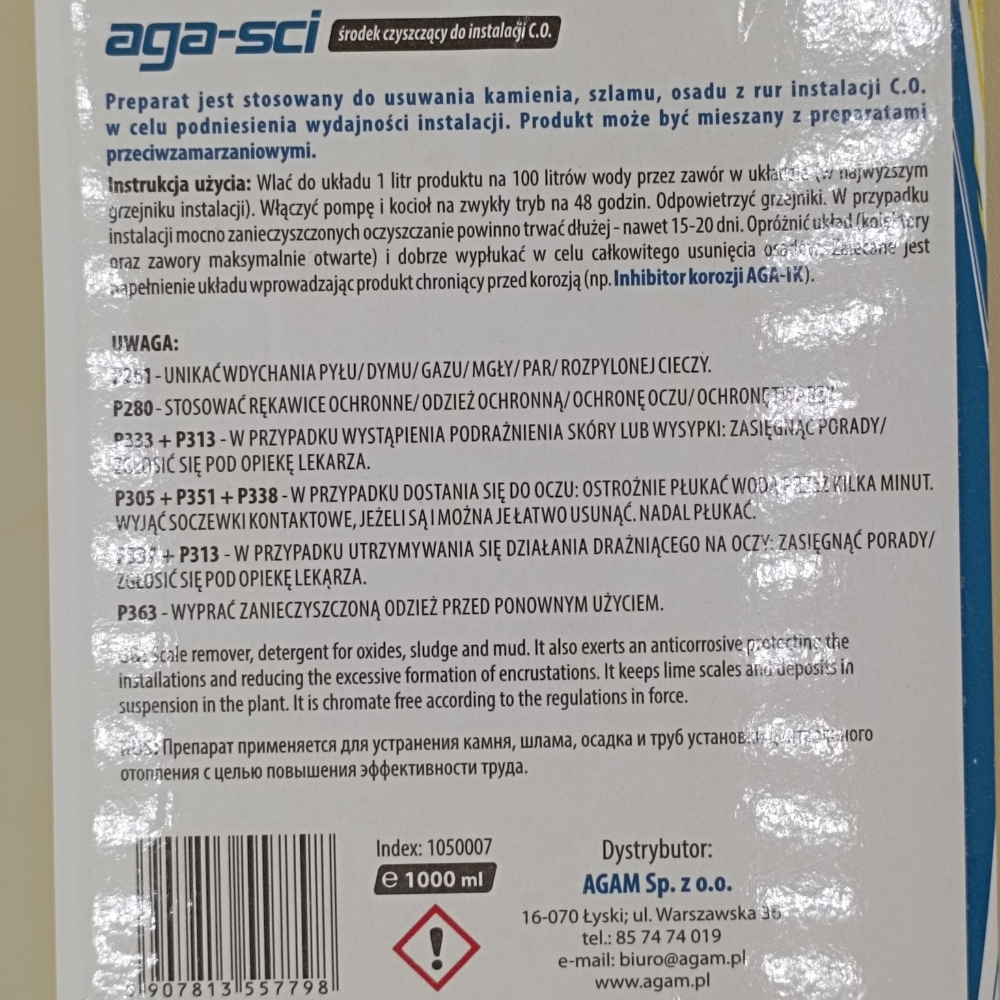 aga-sci środek czyszczący do instalacji C.O.
Preparat jest stosowany do usuwania kamienia, szlamu, osadu z rur instalacji C.O.
w celu podniesienia wydajności instalacji. Produkt może być mieszany z preparatami
przeciwzamarzaniowymi.
Instrukcja użycia: Wlać do układu 1 litr produktu na 100 litrów wody przez zawór w układzie (w najwyższym
grzejniku instalacji). Włączyć pompę i kocioł na zwykły tryb na 48 godzin. Odpowietrzyć grzejniki. W przypadku
instalacji mocno zanieczyszczonych oczyszczanie powinno trwać dłużej - nawet 15-20 dni. Opróżnić układ
oraz zawory maksymalnie otwarte) i dobrze wypłukać w celu całkowitego usunięcia jest
napełnienie układu wprowadzając produkt chroniący przed korozją (np. Inhibitor korozji AGA-IK).
UWAGA:
- UNIKAĆ WDYCHANIA PYŁU/ DYMU/ GAZU/ MGŁY/ PAR/ ROZPYLONEJ CIECZY.
P280 - STOSOWAĆ RĘKAWICE OCHRONNE/ ODZIEŻ OCHRONNĄ/ OCHRONĘ OCZU/ OCHRONĘ TWARZY
P333 + P313 - W PRZYPADKU WYSTĄPIENIA PODRAŻNIENIA SKÓRY LUB WYSYPKI: ZASIĘGNĄĆ PORADY/
ZGŁOSIĆ SIĘ POD OPIEKĘ LEKARZA.
P305 + P351 + P338 - W PRZYPADKU DOSTANIA SIĘ DO OCZU: OSTROŻNIE PŁUKAĆ WODĄ PRZEZ KILKA MINUT.
WYJĄĆ SOCZEWKI KONTAKTOWE, JEŻELI SĄ I MOŻNA JE ŁATWO USUNĄĆ. NADAL PŁUKAĆ.
+ P313 - W PRZYPADKU UTRZYMYWANIA SIĘ DZIAŁANIA DRAŻNIĄCEGO NA OCZY: ZASIĘGNĄĆ PORADY/
ZGŁOSIĆ SIĘ POD OPIEKĘ LEKARZA.
P363 - WYPRAĆ ZANIECZYSZCZONĄ ODZIEŻ PRZED PONOWNYM UŻYCIEM.
Scale remover, detergent for oxides, sludge and mud. It also exerts an anticorrosive protecting the
installations and reducing the excessive formation of encrustations. It keeps lime scales and deposits in
suspension in the plant. It is chromate free according to the regulations in force.
Препарат применяется для устранения камня, шлама, осадка и труб
отопления с целью повышения эффективности труда.
Index: 1050007
e 1000 ml
5 907813 557798
Dystrybutor:
AGAM Sp. z o.o.
16-070 Łyski; ul. Warszawska 36
tel.: 85 74 74 019
e-mail: biuro@agam.pl
www.agam.pl